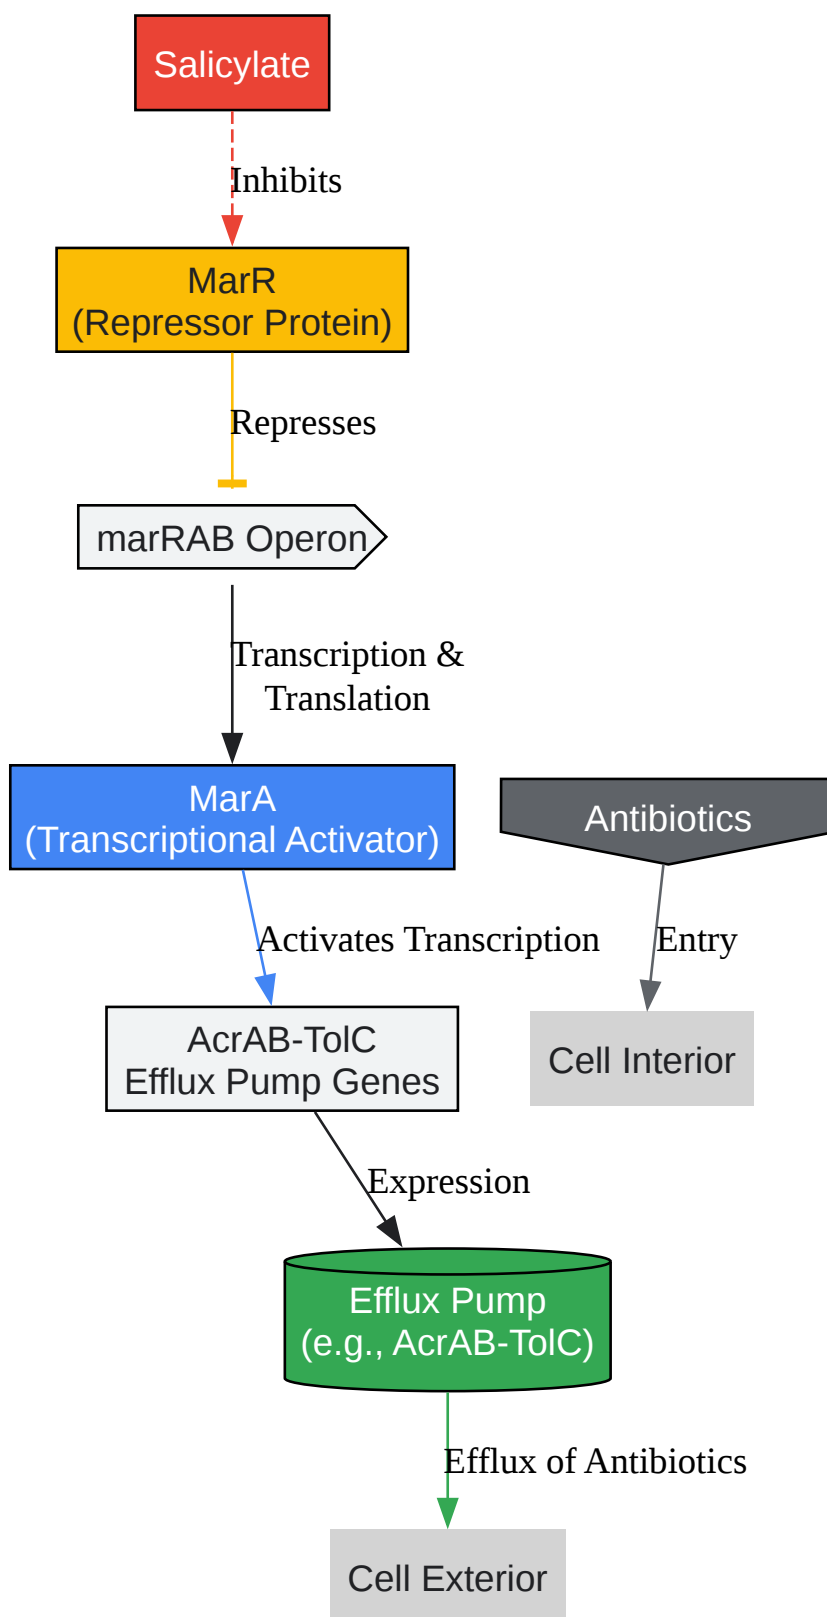 Salicylate
Inhibits
MarR
(Repressor Protein)
Represses
marRAB Operon
Transcription &
Translation
MarA
(Transcriptional Activator)
Antibiotics
Activates Transcription
Entry
AcrAB-TolC
Efflux Pump Genes
Cell Interior
Expression
Efflux Pump
(e.g., AcrAB-TolC)
Efflux of Antibiotics
Cell Exterior